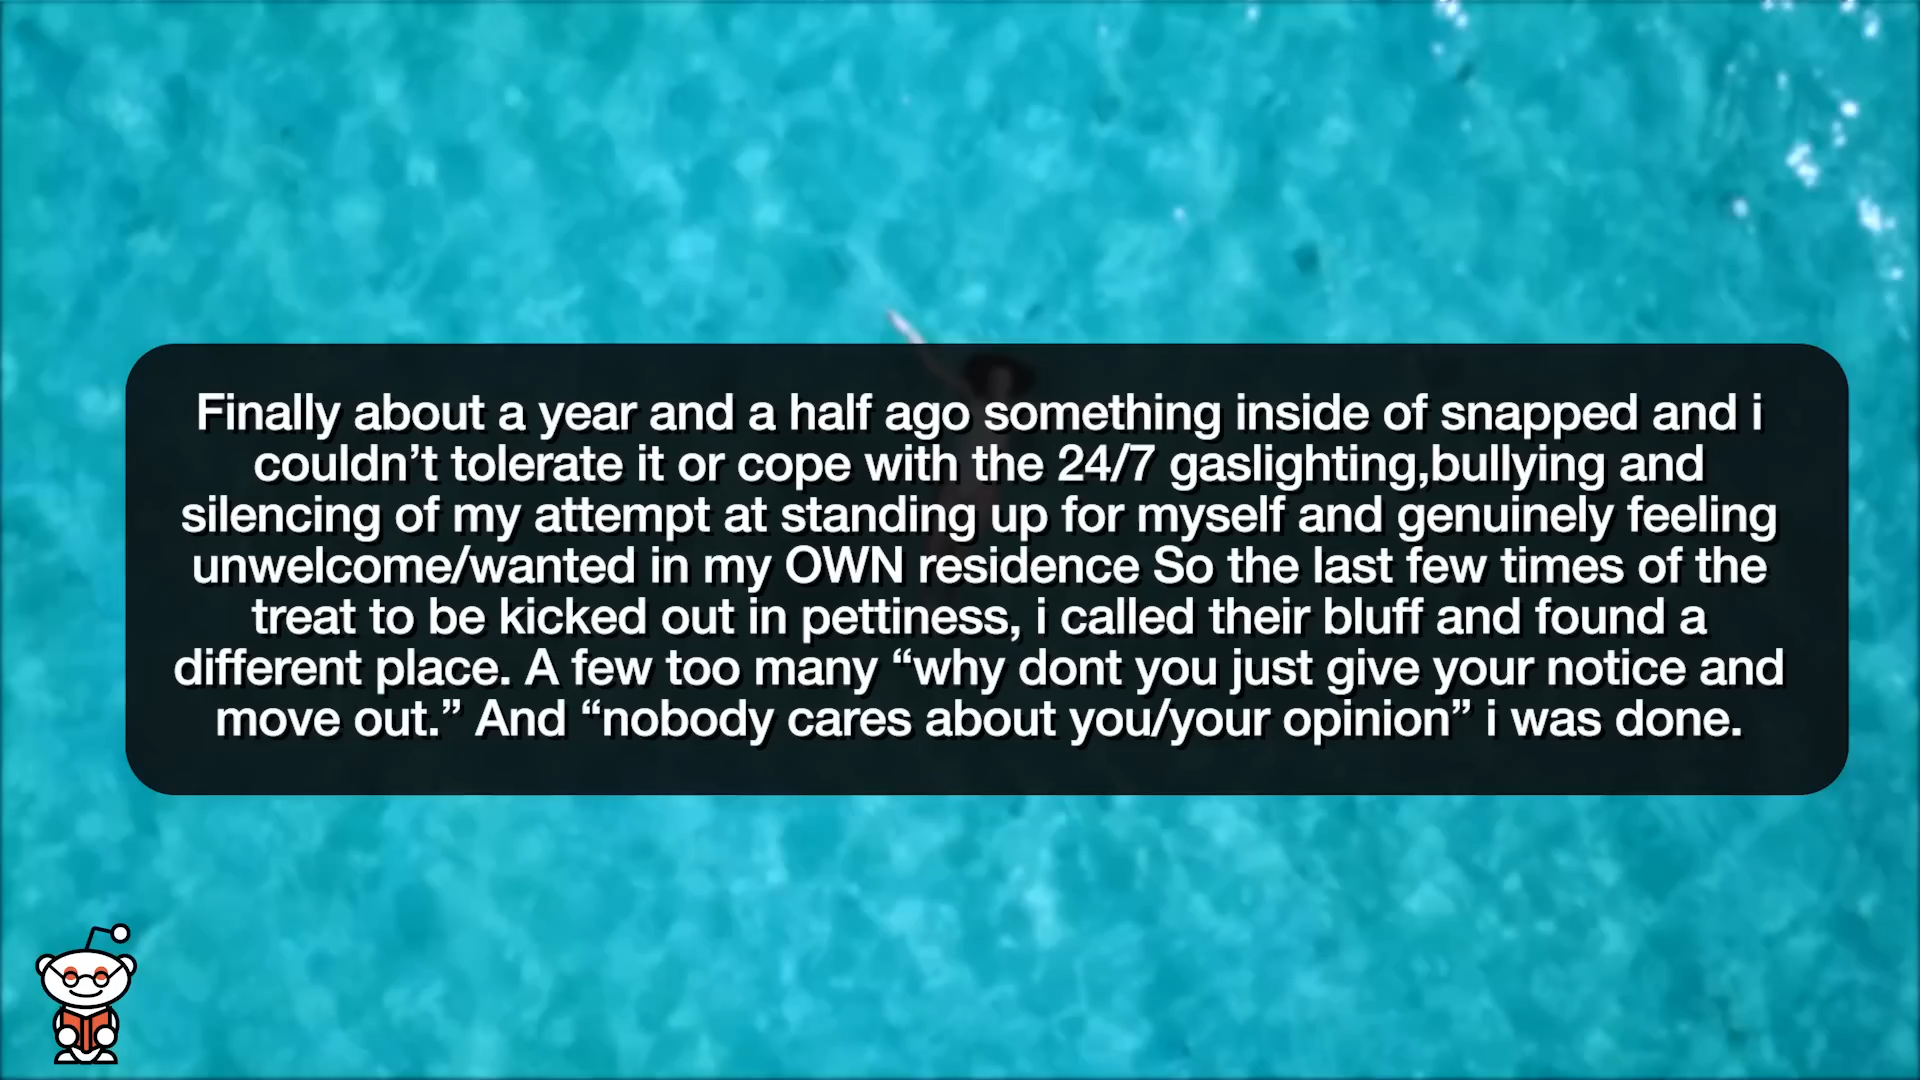 Finally about a year and a half ago something inside of snapped and i
couldn’t tolerate it or cope with the 24/7 gaslighting,bullying and
silencing of my attempt at standing up for myself and genuinely feeling
unwelcome/wanted in my OWN residence So the last few times of the
treat to be kicked out in pettiness, i called their bluff and found a
different place. A few too many “why dont you just give your notice and
move out.” And “nobody cares about you/your opinion” i was done.